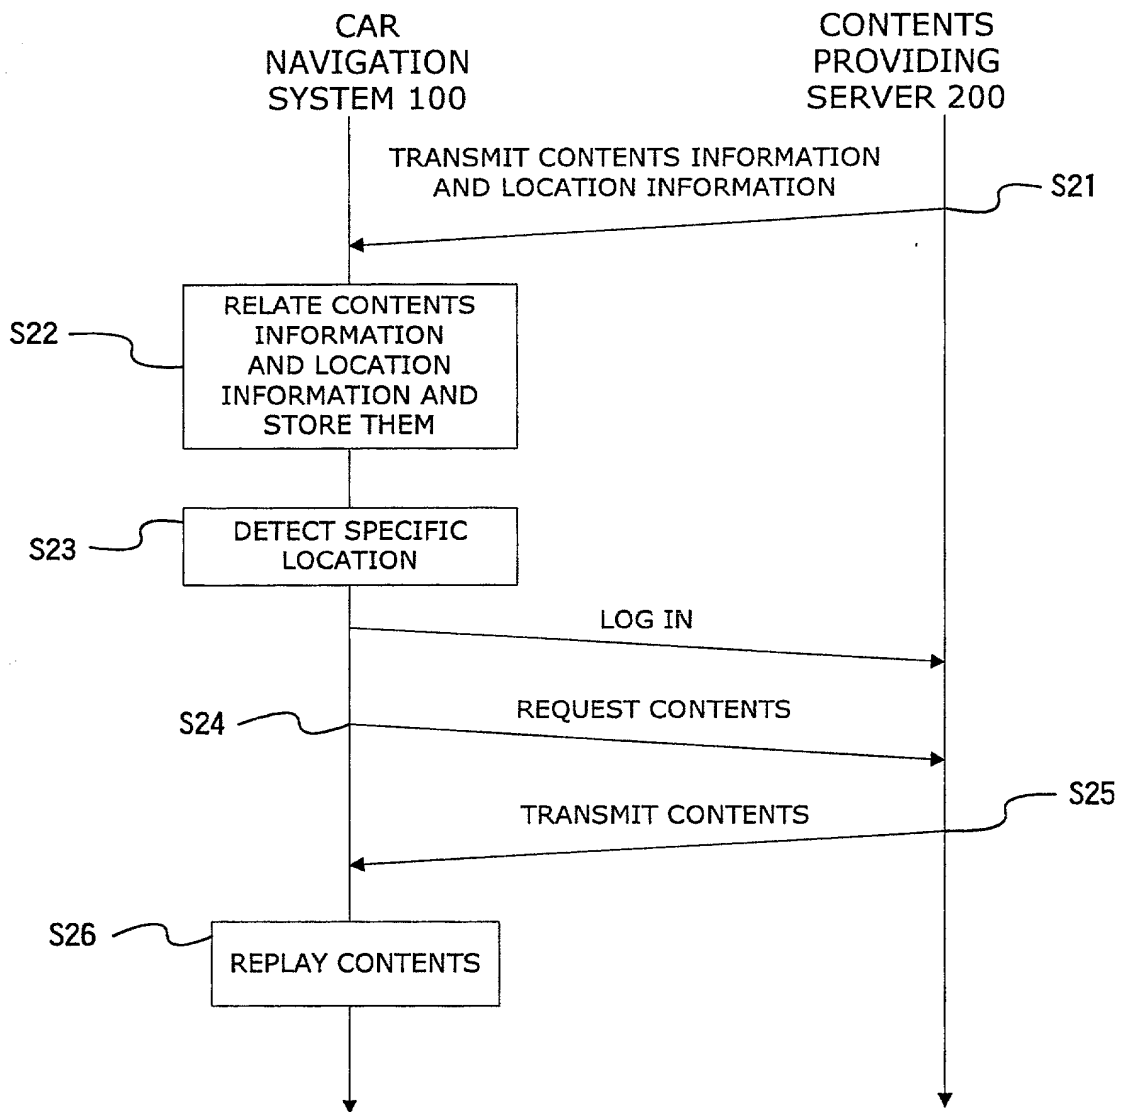 CAR
NAVIGATION
SYSTEM 100
CONTENTS
PROVIDING
SERVER 200
TRANSMIT CONTENTS INFORMATION
AND LOCATION INFORMATION
S21
RELATE CONTENTS
INFORMATION
AND LOCATION
INFORMATION AND
STORE THEM
S22
DETECT SPECIFIC
LOCATION
S23
LOG IN
REQUEST CONTENTS
S24
TRANSMIT CONTENTS
S25
S26
REPLAY CONTENTS